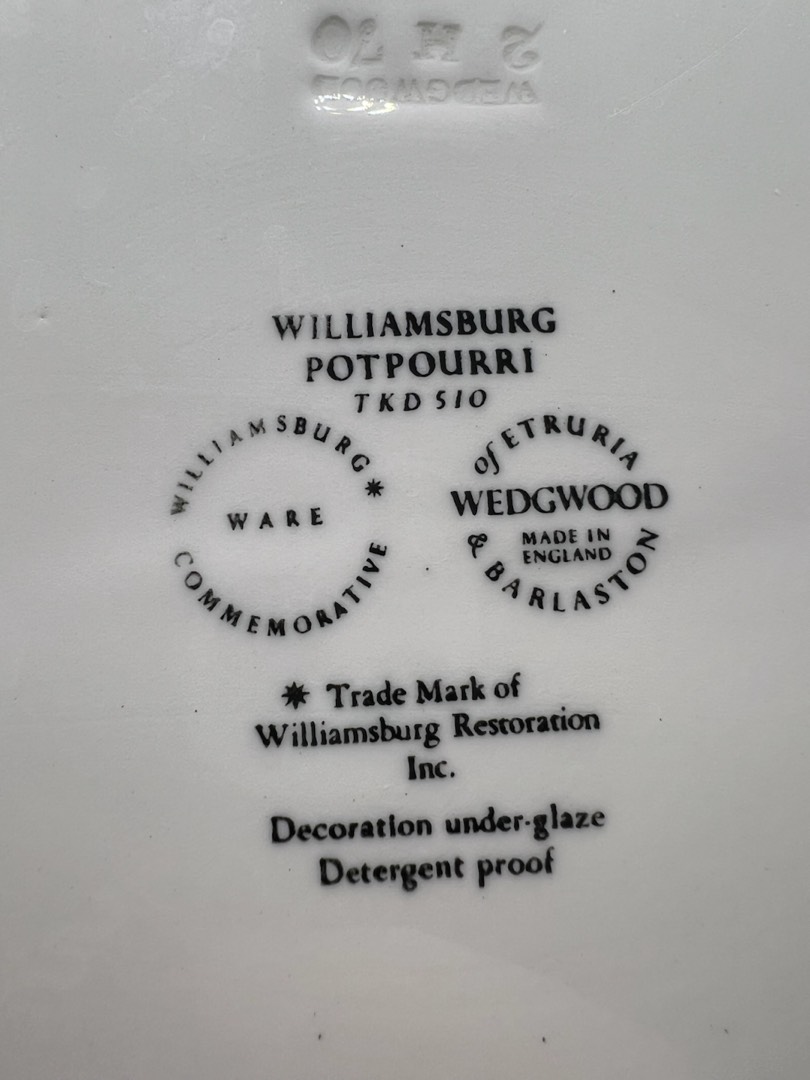 WILLIAMSBURG
POTPOURRI
TKD 510
WILLIAMSBURG*
WARE
COMMEMORATIVE
of ETRURIA
WEDGWOOD
MADE IN
ENGLAND
& BARLASTON
* Trade Mark of
Williamsburg Restoration
Inc.
Decoration under-glaze
Detergent proof
WEDGWOOD